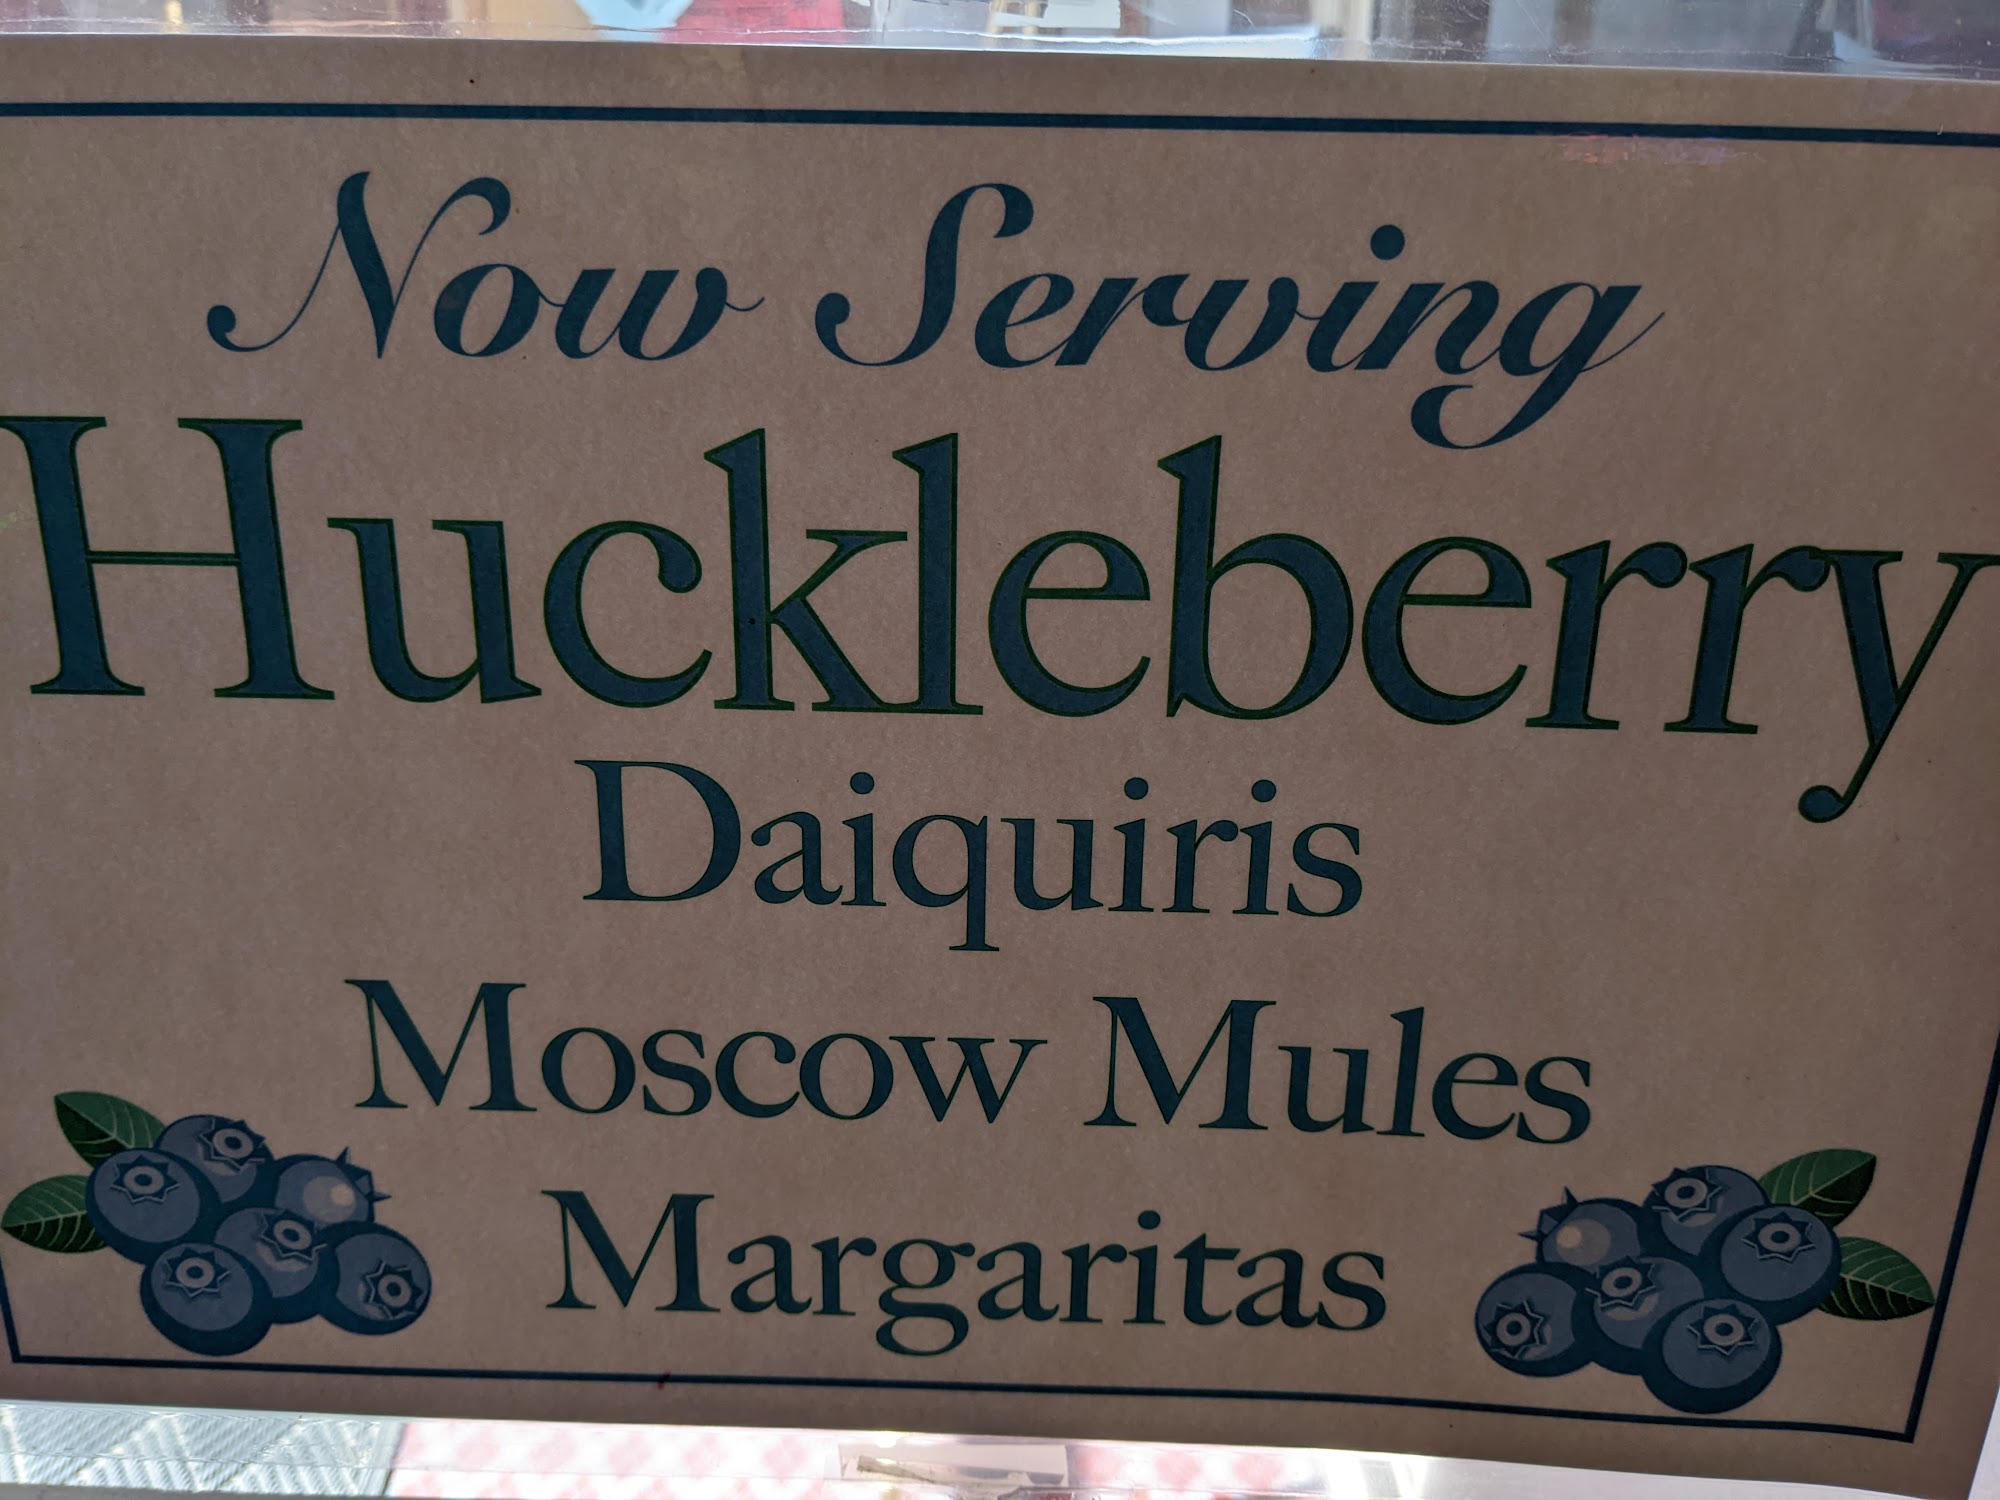 Now Serving
Huckleberry
Daiquiris
Moscow Mules
Margaritas